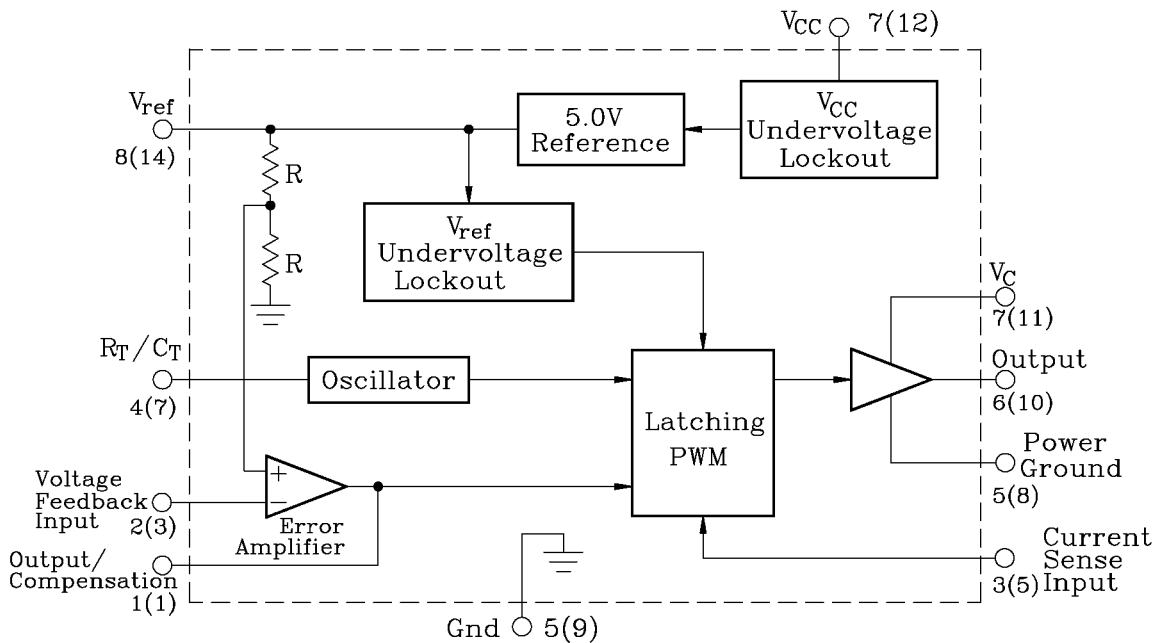 VCC 7(12)
Vref
8(14)
R
R
5.0V
Reference
VCC
Undervoltage
Lockout
Vref
Undervoltage
Lockout
VC
7(11)
RT/CT
4(7)
Oscillator
Latching
PWM
Output
6(10)
Power
Ground
5(8)
Voltage
Feedback
Input
2(3)
+
−
Error
Amplifier
Output/
Compensation
1(1)
Current
Sense
Input
3(5)
Gnd 5(9)